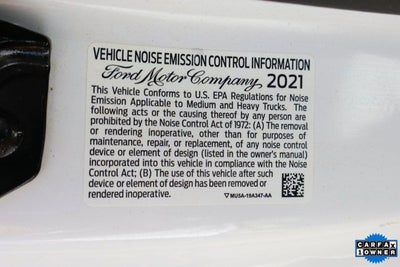 VEHICLE NOISE EMISSION CONTROL INFORMATION
Ford Motor Company 2021
This Vehicle Conforms to U.S. EPA Regulations for Noise
Emission Applicable to Medium and Heavy Trucks. The
following acts or the causing thereof by any person are
prohibited by the Noise Control Act of 1972: (A) The removal
or rendering inoperative, other than for purposes of
maintenance, repair, or replacement, of any noise control
device or element of design (listed in the owner's manual)
incorporated into this vehicle in compliance with the Noise
Control Act; (B) The use of this vehicle after such
device or element of design has been removed or
rendered inoperative.
MU5A-19A347-AA
CARFAX
1 OWNER